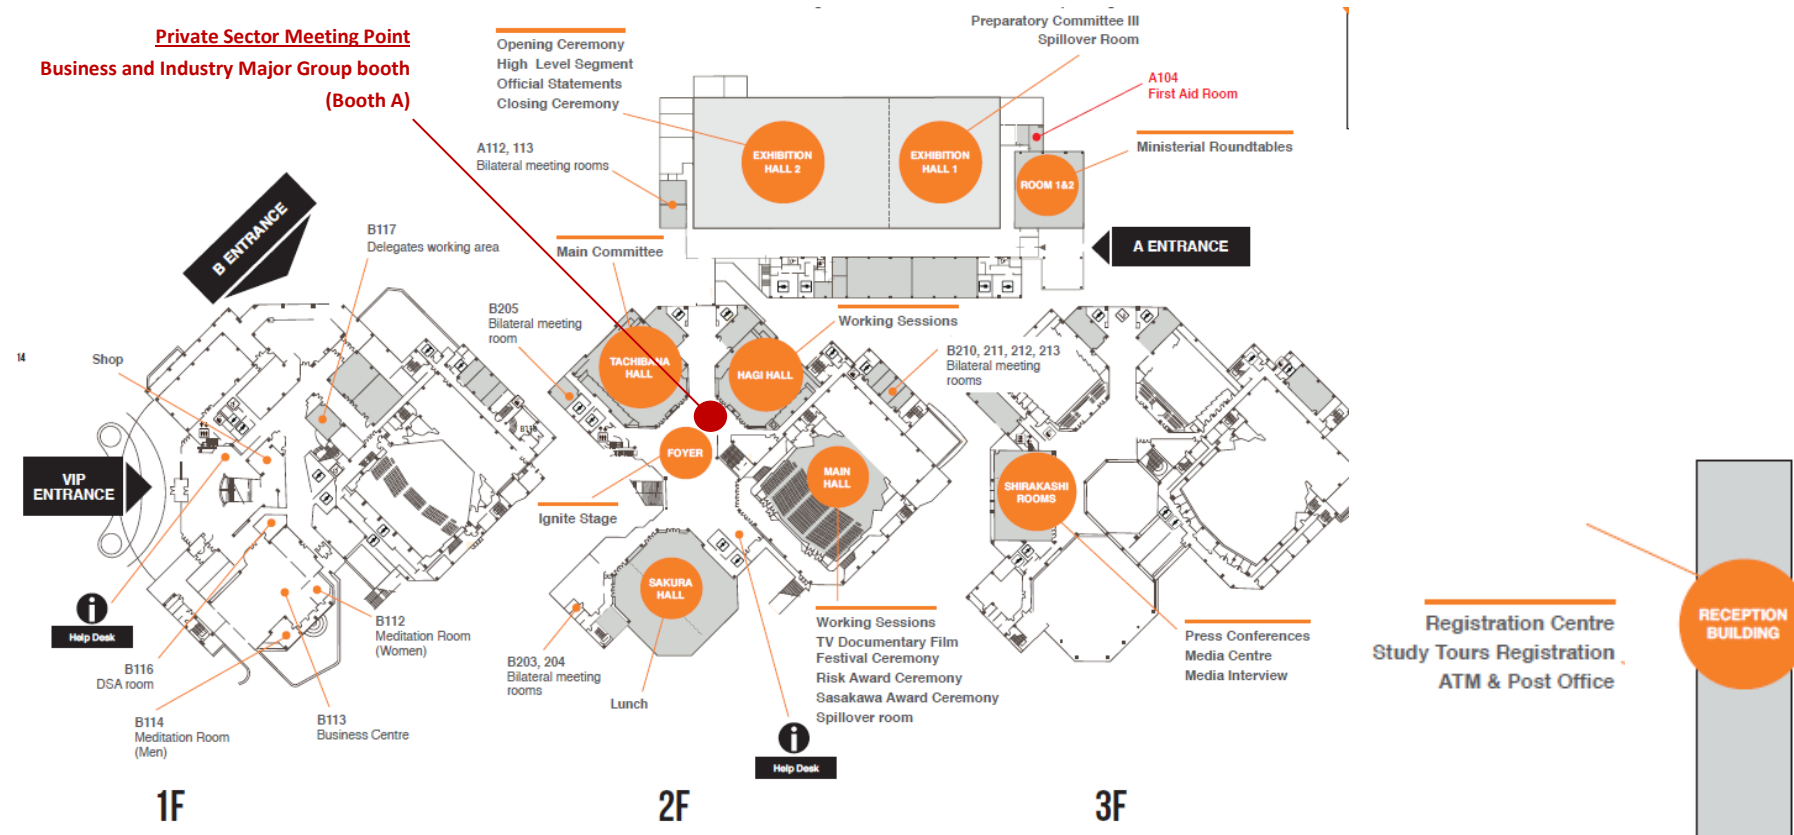 Private Sector Meeting Point
Business and Industry Major Group booth
(Booth A)
Opening Ceremony
High Level Segment
Official Statements
Closing Ceremony
Preparatory Committee III
Spillover Room
A104
First Aid Room
Ministerial Roundtables
A112, 113
Bilateral meeting rooms
EXHIBITION
HALL 2
EXHIBITION
HALL 1
ROOM 1&2
A ENTRANCE
B ENTRANCE
B117
Delegates working area
Main Committee
B205
Bilateral meeting
room
Working Sessions
TACHIBANA
HALL
HAGI HALL
B210, 211, 212, 213
Bilateral meeting
rooms
14
Shop
B118
VIP
ENTRANCE
FOYER
MAIN
HALL
SHIRAKASHI
ROOMS
Ignite Stage
SAKURA
HALL
Help Desk
B112
Meditation Room
(Women)
B116
DSA room
B114
Meditation Room
(Men)
B113
Business Centre
B203, 204
Bilateral meeting
rooms
Lunch
Working Sessions
TV Documentary Film
Festival Ceremony
Risk Award Ceremony
Sasakawa Award Ceremony
Spillover room
Help Desk
Press Conferences
Media Centre
Media Interview
Registration Centre
Study Tours Registration
ATM & Post Office
RECEPTION
BUILDING
1F
2F
3F